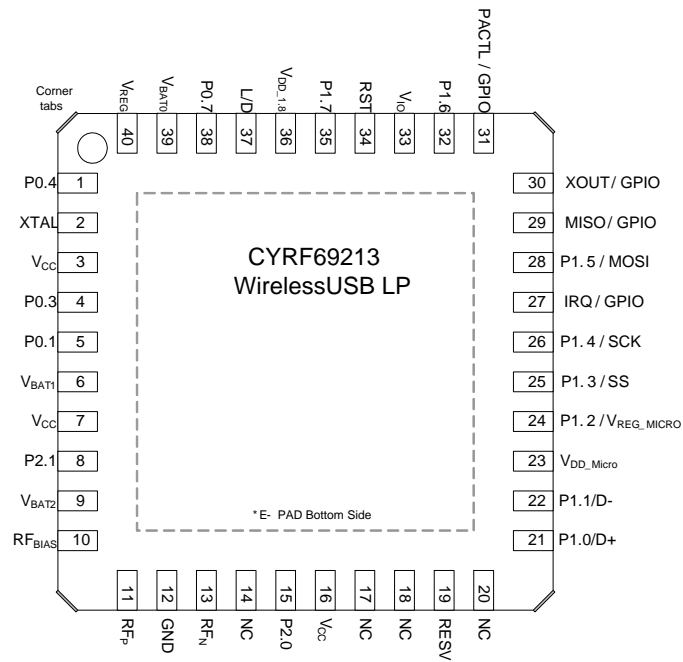 PACTL / GPIO
Corner tabs
VREG
VBAT0
P0.7
L/D
VDD_1.8
P1.7
RST
VIO
P1.6
40
39
38
37
36
35
34
33
32
31
P0.4 1
XTAL 2
VCC 3
P0.3 4
P0.1 5
VBAT1 6
VCC 7
P2.1 8
VBAT2 9
RFBIAS 10
CYRF69213
WirelessUSB LP
* E- PAD Bottom Side
30 XOUT/ GPIO
29 MISO/ GPIO
28 P1.5 / MOSI
27 IRQ/ GPIO
26 P1.4 / SCK
25 P1.3 / SS
24 P1.2 / VREG_MICRO
23 VDD_Micro
22 P1.1/D-
21 P1.0/D+
11
12
13
14
15
16
17
18
19
20
RFP
GND
RFN
NC
P2.0
VCC
NC
NC
RESV
NC